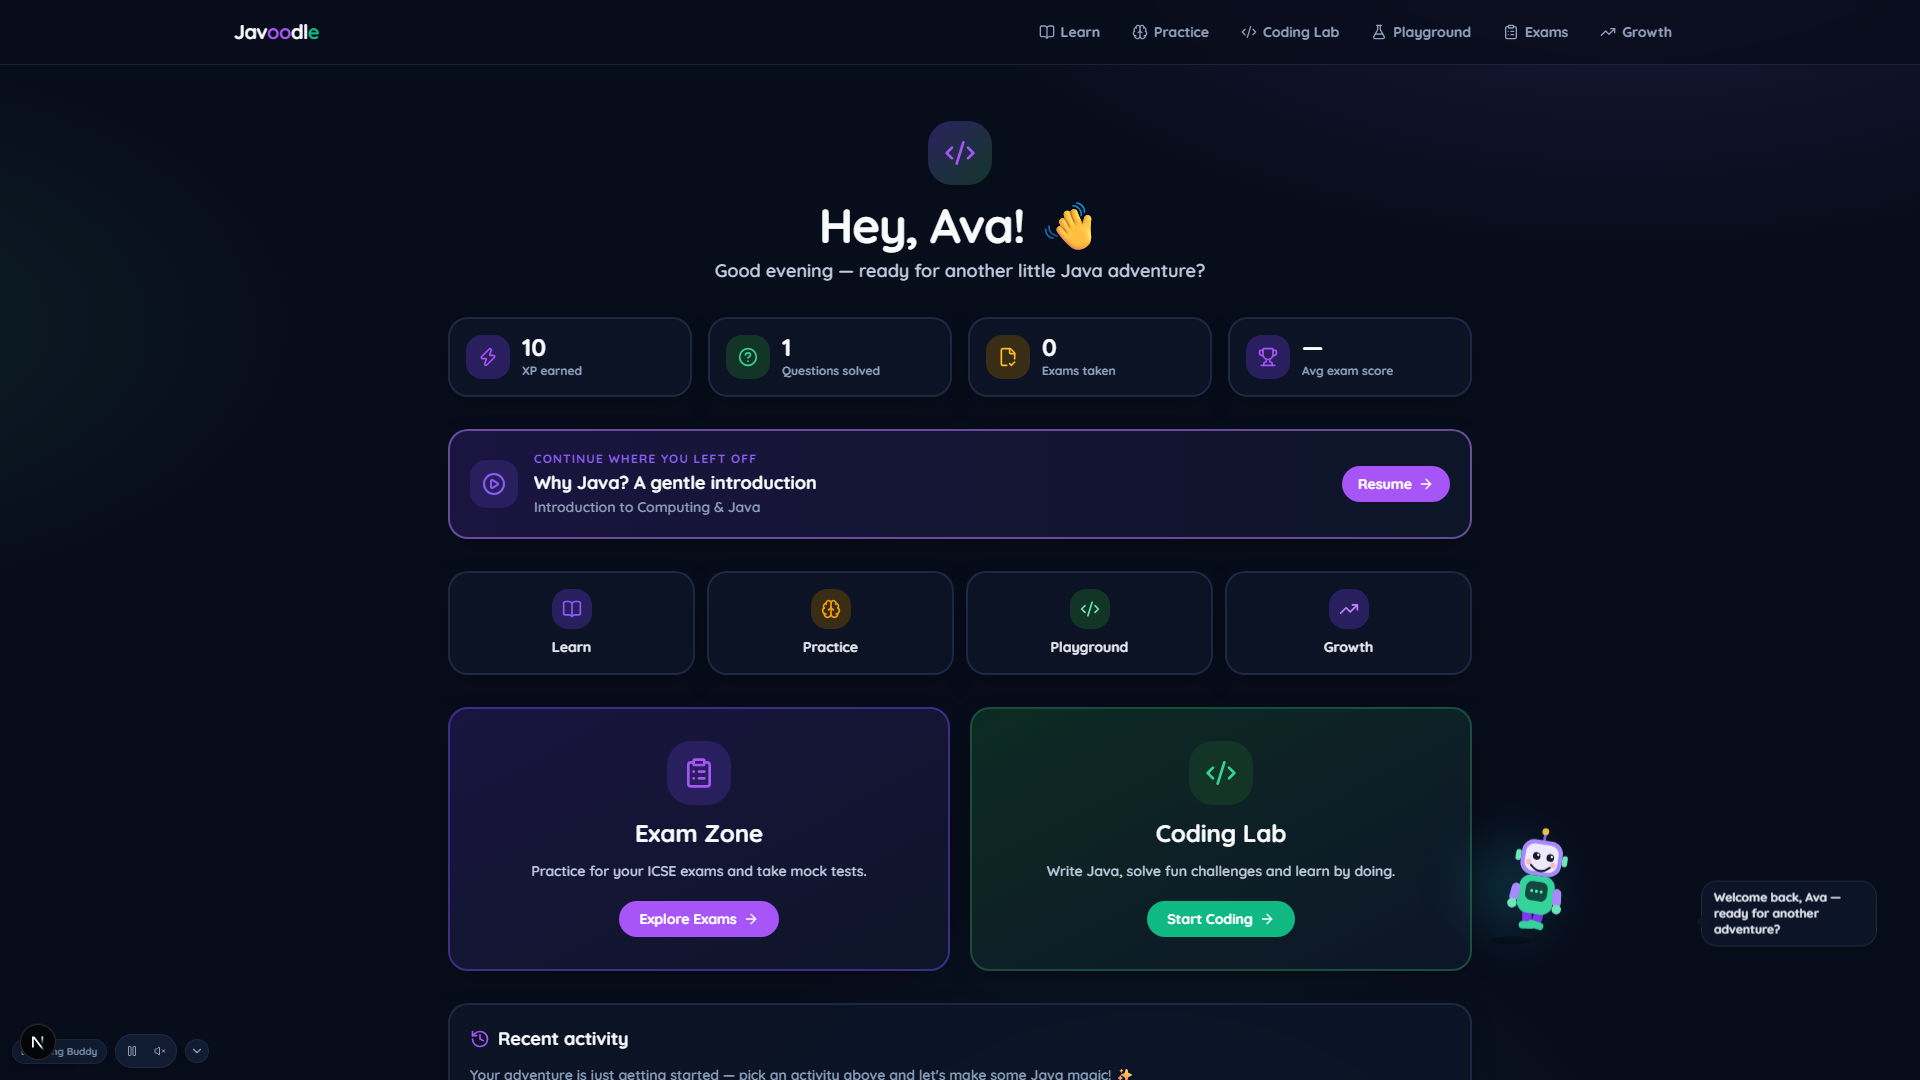 Javoodle
Learn
Practice
Coding Lab
Playground
Exams
Growth
Hey, Ava! 👋
Good evening — ready for another little Java adventure?
10
XP earned
1
Questions solved
0
Exams taken
—
Avg exam score
CONTINUE WHERE YOU LEFT OFF
Why Java? A gentle introduction
Introduction to Computing & Java
Resume →
Learn
Practice
Playground
Growth
Exam Zone
Practice for your ICSE exams and take mock tests.
Explore Exams →
Coding Lab
Write Java, solve fun challenges and learn by doing.
Start Coding →
Welcome back, Ava —
ready for another
adventure?
Recent activity
Your adventure is just getting started — pick an activity above and let's make some Java magic! ✨
N
Buddy